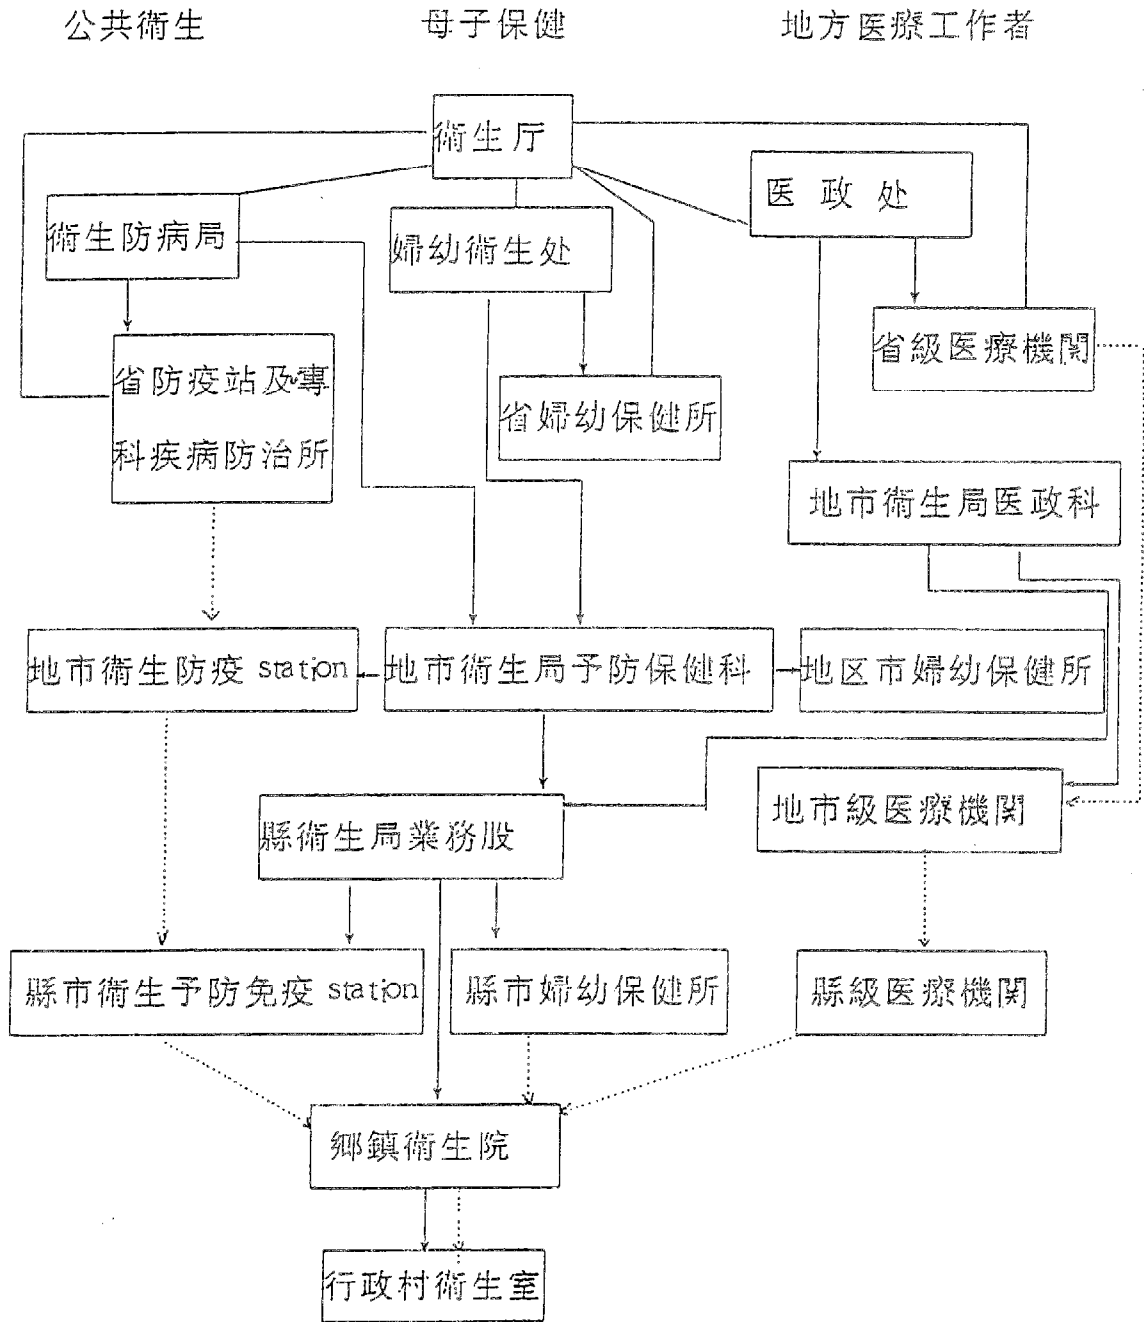 公共衛生
母子保健
地方医療工作者
衛生庁
医政处
衛生防病局
婦幼衛生处
省級医療機関
省防疫站及専
科疾病防治所
省婦幼保健所
地市衛生局医政科
地市衛生防疫 station
地市衛生局予防保健科
地区市婦幼保健所
縣衛生局業務股
地市級医療機関
縣市衛生予防免疫 station
縣市婦幼保健所
縣級医療機関
郷鎮衛生院
行政村衛生室